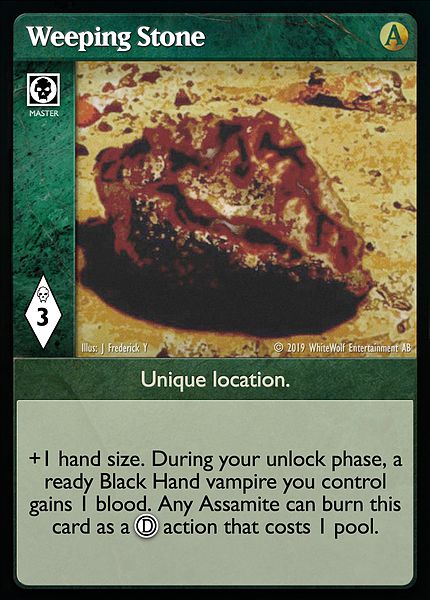 Weeping Stone
A
MASTER
3
Illus: J Frederick Y
© 2019 WhiteWolf Entertainment AB
Unique location.
+1 hand size. During your unlock phase, a
ready Black Hand vampire you control
gains 1 blood. Any Assamite can burn this
card as a Ⓓ action that costs 1 pool.